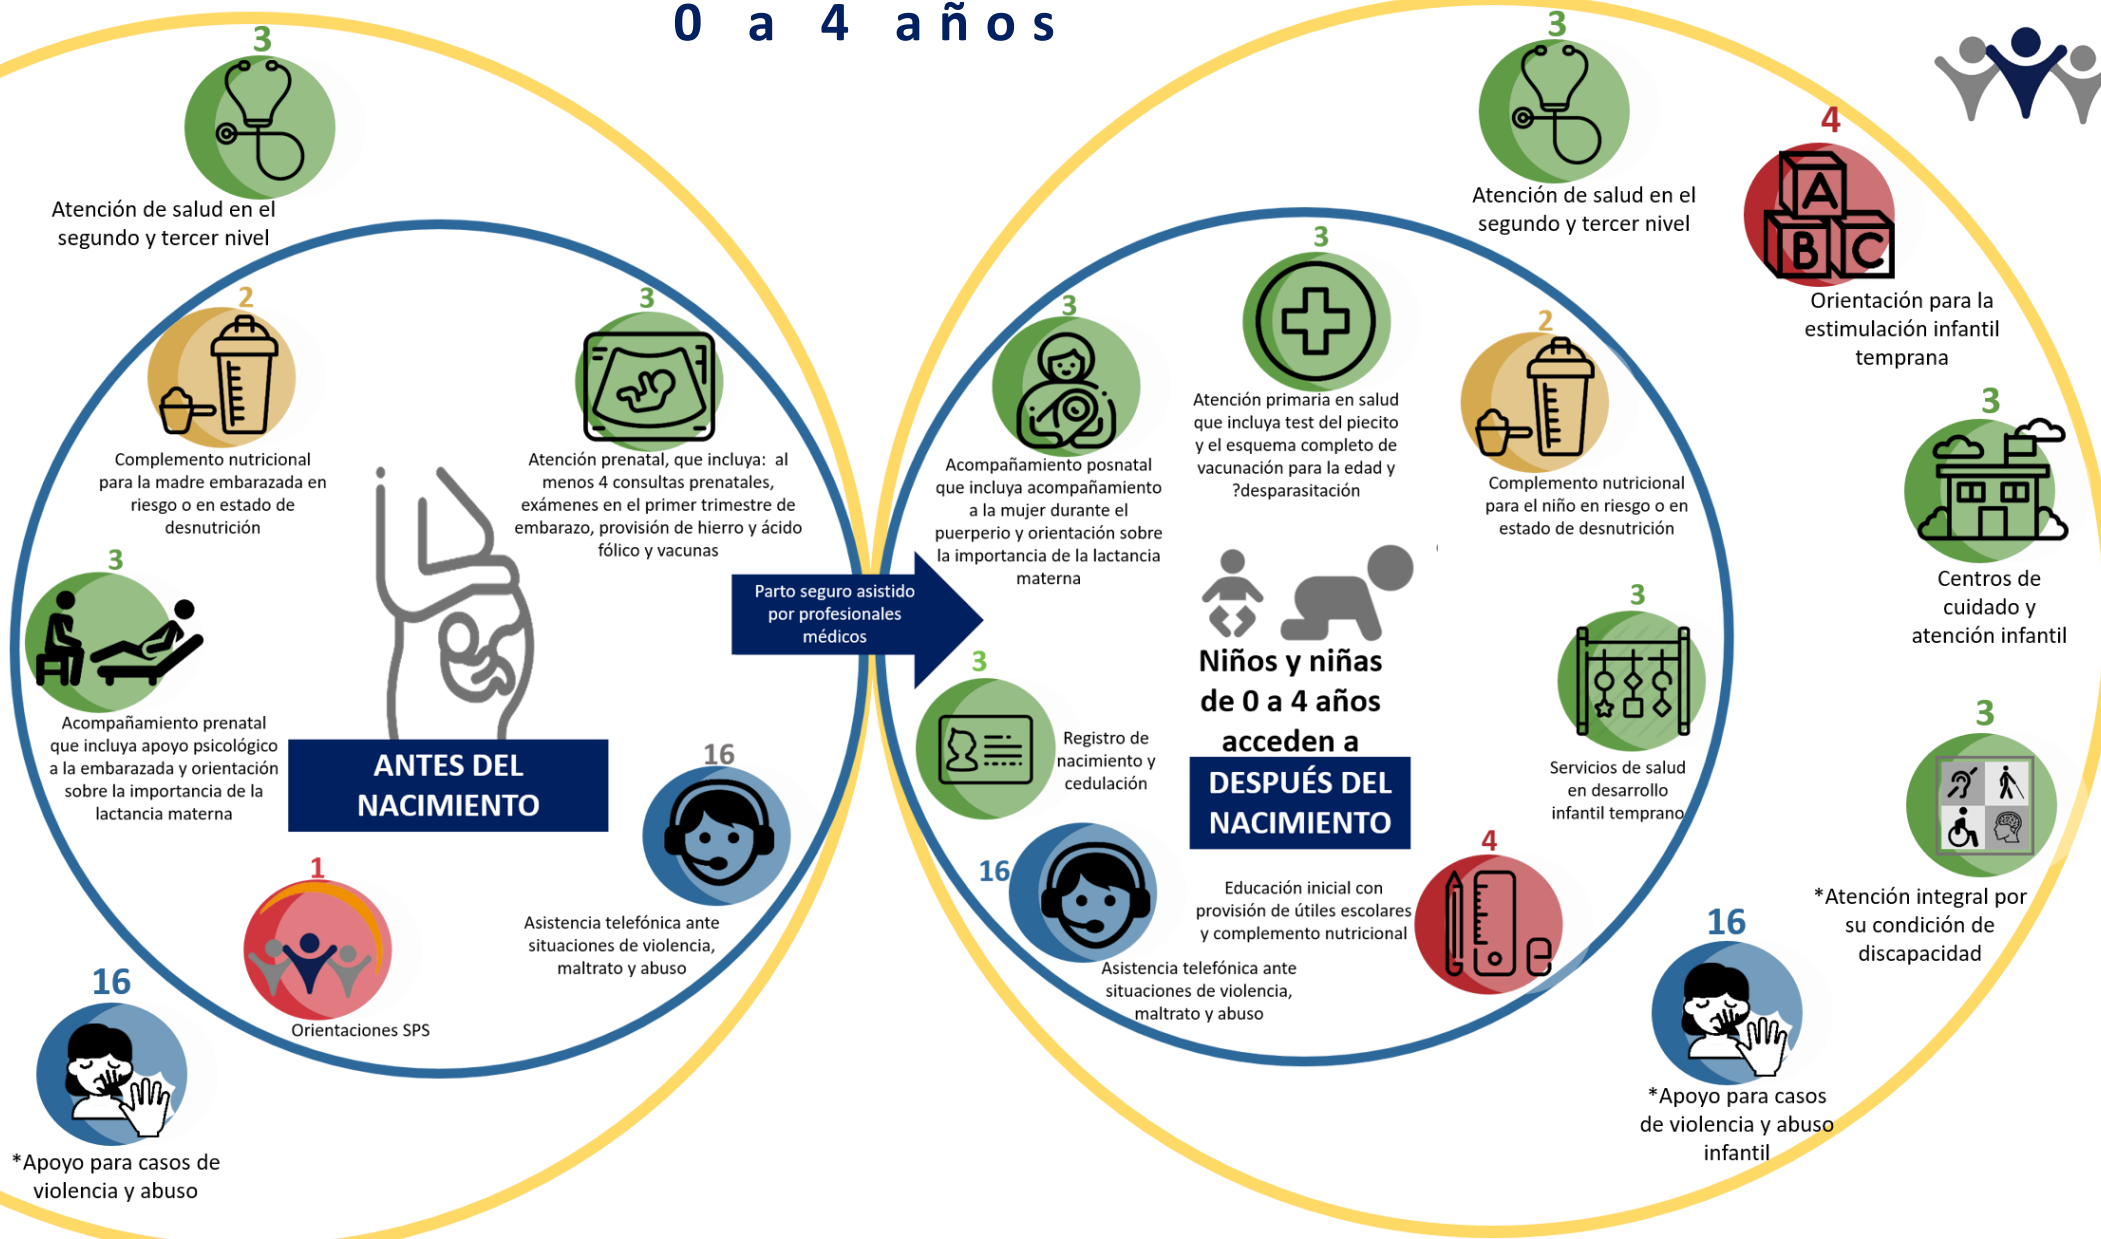 0 a 4 años
3
Atención de salud en el
segundo y tercer nivel
2
Complemento nutricional
para la madre embarazada en
riesgo o en estado de
desnutrición
3
Atención prenatal, que incluya: al
menos 4 consultas prenatales,
exámenes en el primer trimestre de
embarazo, provisión de hierro y ácido
fólico y vacunas
3
Acompañamiento prenatal
que incluya apoyo psicológico
a la embarazada y orientación
sobre la importancia de la
lactancia materna
ANTES DEL
NACIMIENTO
16
Asistencia telefónica ante
situaciones de violencia,
maltrato y abuso
1
Orientaciones SPS
16
*Apoyo para casos de
violencia y abuso
Parto seguro asistido
por profesionales
médicos
3
Atención de salud en el
segundo y tercer nivel
4
A
B C
Orientación para la
estimulación infantil
temprana
3
Acompañamiento posnatal
que incluya acompañamiento
a la mujer durante el
puerperio y orientación sobre
la importancia de la lactancia
materna
3
Atención primaria en salud
que incluya test del piecito
y el esquema completo de
vacunación para la edad y
?desparasitación
2
Complemento nutricional
para el niño en riesgo o en
estado de desnutrición
3
Centros de
cuidado y
atención infantil
Niños y niñas
de 0 a 4 años
acceden a
DESPUÉS DEL
NACIMIENTO
3
Registro de
nacimiento y
cedulación
3
Servicios de salud
en desarrollo
infantil temprano
16
Asistencia telefónica ante
situaciones de violencia,
maltrato y abuso
4
Educación inicial con
provisión de útiles escolares
y complemento nutricional
3
*Atención integral por
su condición de
discapacidad
16
*Apoyo para casos
de violencia y abuso
infantil